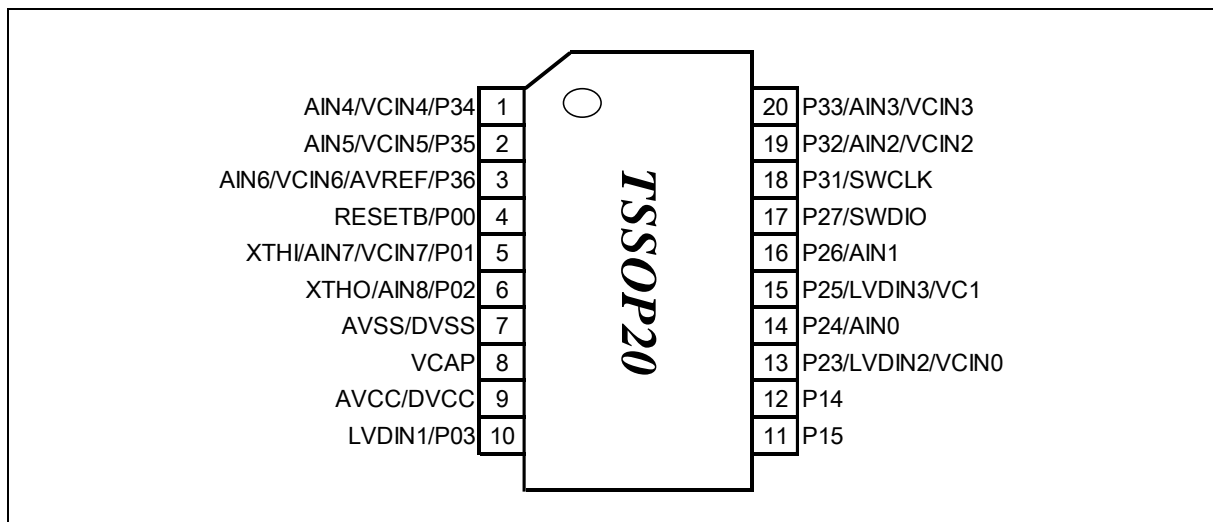 AIN4/VCIN4/P34 1
AIN5/VCIN5/P35 2
AIN6/VCIN6/AVREF/P36 3
RESETB/P00 4
XTHI/AIN7/VCIN7/P01 5
XTHO/AIN8/P02 6
AVSS/DVSS 7
VCAP 8
AVCC/DVCC 9
LVDIN1/P03 10
TSSOP20
20 P33/AIN3/VCIN3
19 P32/AIN2/VCIN2
18 P31/SWCLK
17 P27/SWDIO
16 P26/AIN1
15 P25/LVDIN3/VC1
14 P24/AIN0
13 P23/LVDIN2/VCIN0
12 P14
11 P15